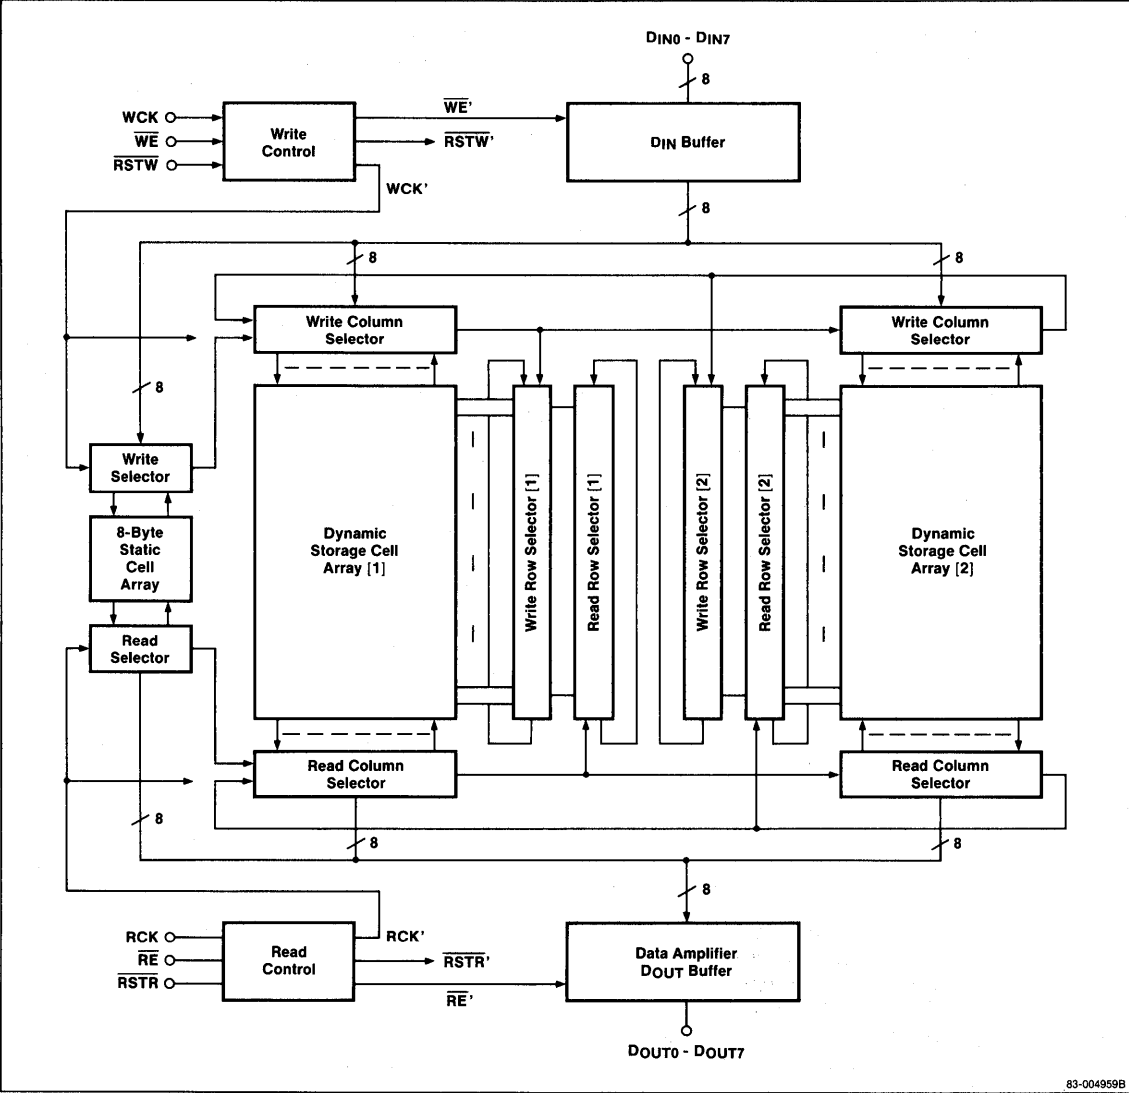 DIN0 - DIN7
8
WCK
WE
RSTW
Write
Control
WE'
RSTW'
WCK'
DIN Buffer
8
8
8
8
Write Column
Selector
Write Column
Selector
Write
Selector
8-Byte
Static
Cell
Array
Read
Selector
Dynamic
Storage Cell
Array [1]
Write Row Selector [1]
Read Row Selector [1]
Write Row Selector [2]
Read Row Selector [2]
Dynamic
Storage Cell
Array [2]
Read Column
Selector
Read Column
Selector
8
8
8
8
RCK
RE
RSTR
Read
Control
RCK'
RSTR'
RE'
Data Amplifier
DOUT Buffer
DOUT0 - DOUT7
83-004959B